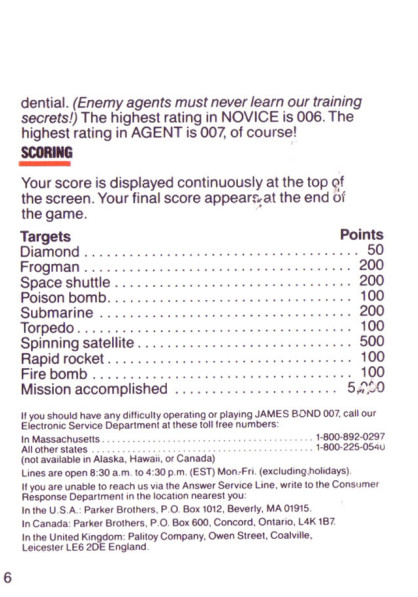 dential. (Enemy agents must never learn our training
secrets!) The highest rating in NOVICE is 006. The
highest rating in AGENT is 007, of course!
SCORING
Your score is displayed continuously at the top of
the screen. Your final score appears at the end of
the game.
Targets Points
Diamond .................................... 50
Frogman .................................... 200
Space shuttle ................................ 200
Poison bomb................................. 100
Submarine .................................. 200
Torpedo..................................... 100
Spinning satellite ............................. 500
Rapid rocket................................. 100
Fire bomb ................................... 100
Mission accomplished ...................... 5,000
If you should have any difficulty operating or playing JAMES BOND 007, call our
Electronic Service Department at these toll free numbers:
In Massachusetts............................................. 1-800-892-0297
All other states .............................................. 1-800-225-0540
(not available in Alaska, Hawaii, or Canada)
Lines are open 8:30 a.m. to 4:30 p.m. (EST) Mon.-Fri. (excluding holidays).
If you are unable to reach us via the Answer Service Line, write to the Consumer
Response Department in the location nearest you:
In the U.S.A.: Parker Brothers, P.O. Box 1012, Beverly, MA 01915.
In Canada: Parker Brothers, P.O. Box 600, Concord, Ontario, L4K 1B7.
In the United Kingdom: Palitoy Company, Owen Street, Coalville,
Leicester LE6 2DE England.
6